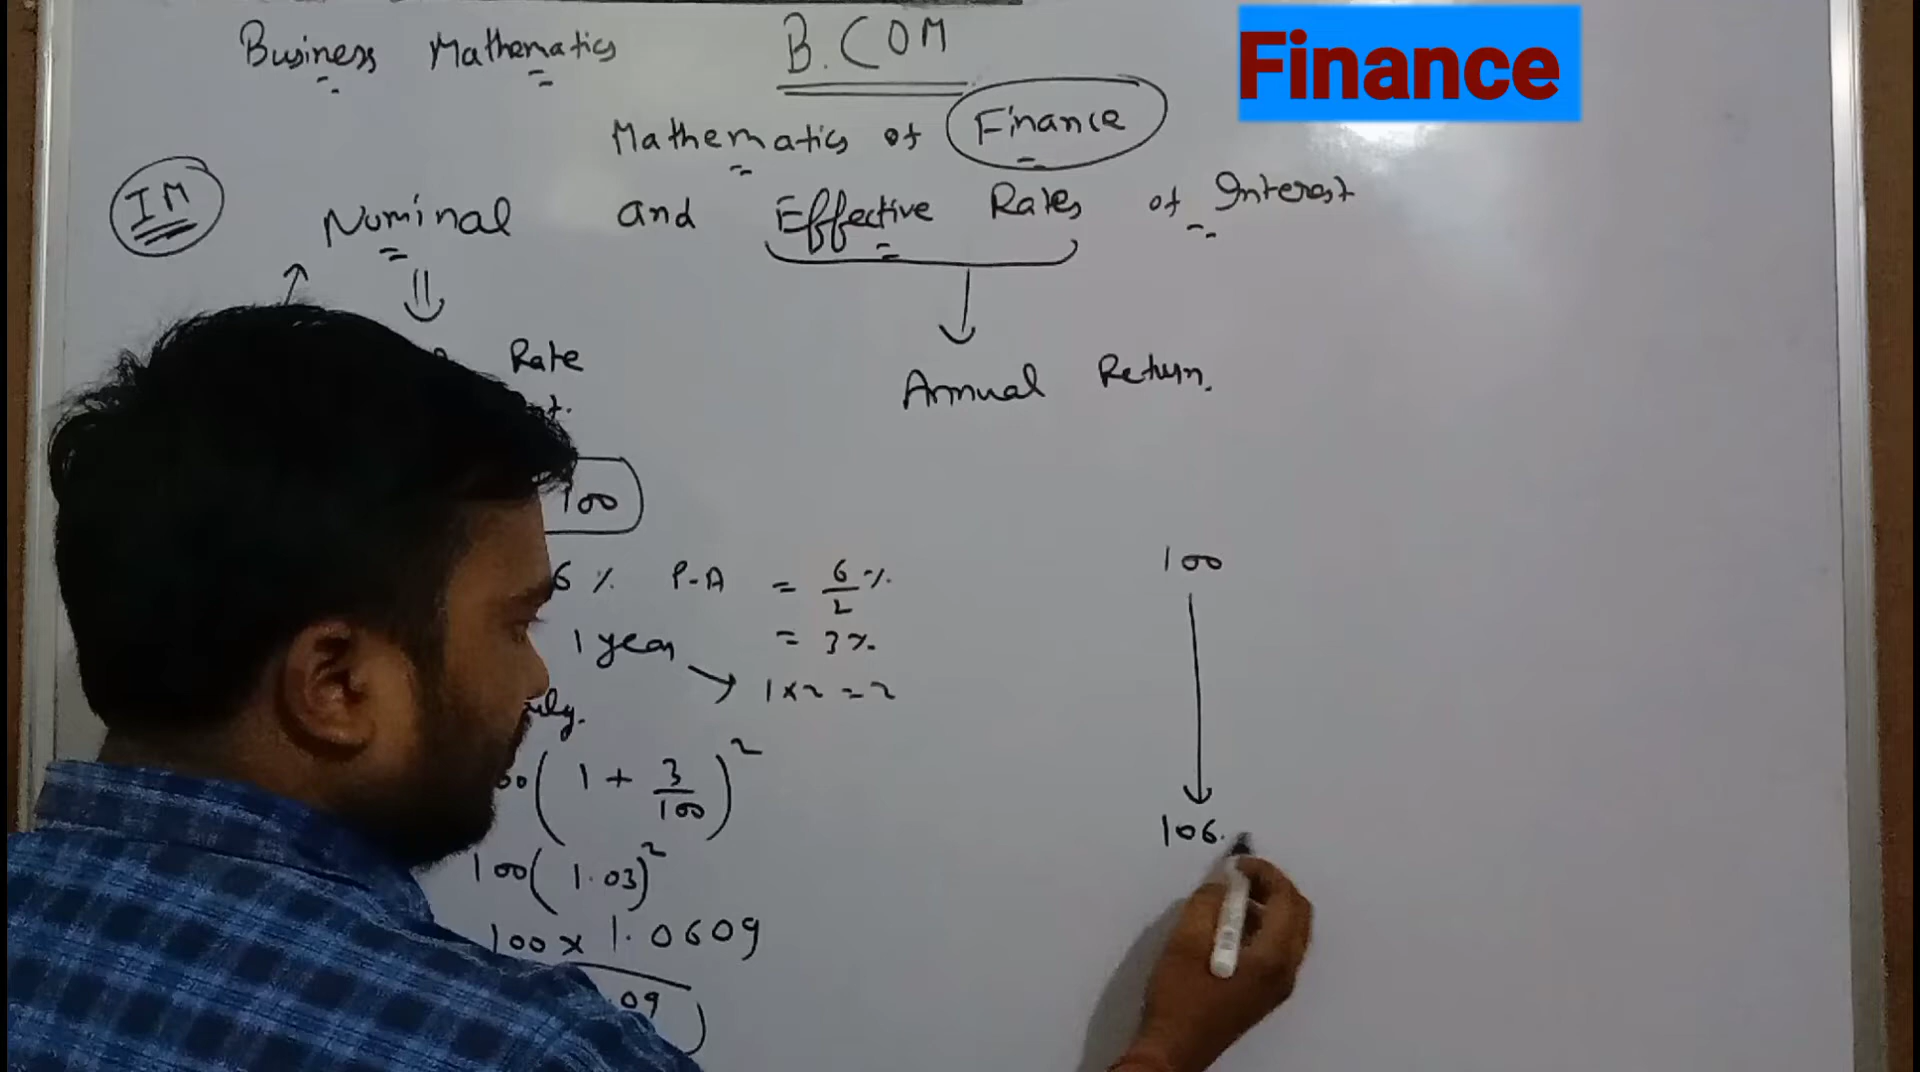 Business Mathematics B.COM
Finance
Mathematics of Finance
IM
Nominal and Effective Rates of Interest
Rate
Annual Return.
100
6 % P-A = 6/2 %
1 year = 3%
1 x 2 = 2
100
( 1 + 3/100 )²
100 ( 1.03 )²
100 x 1.0609
.09
106.